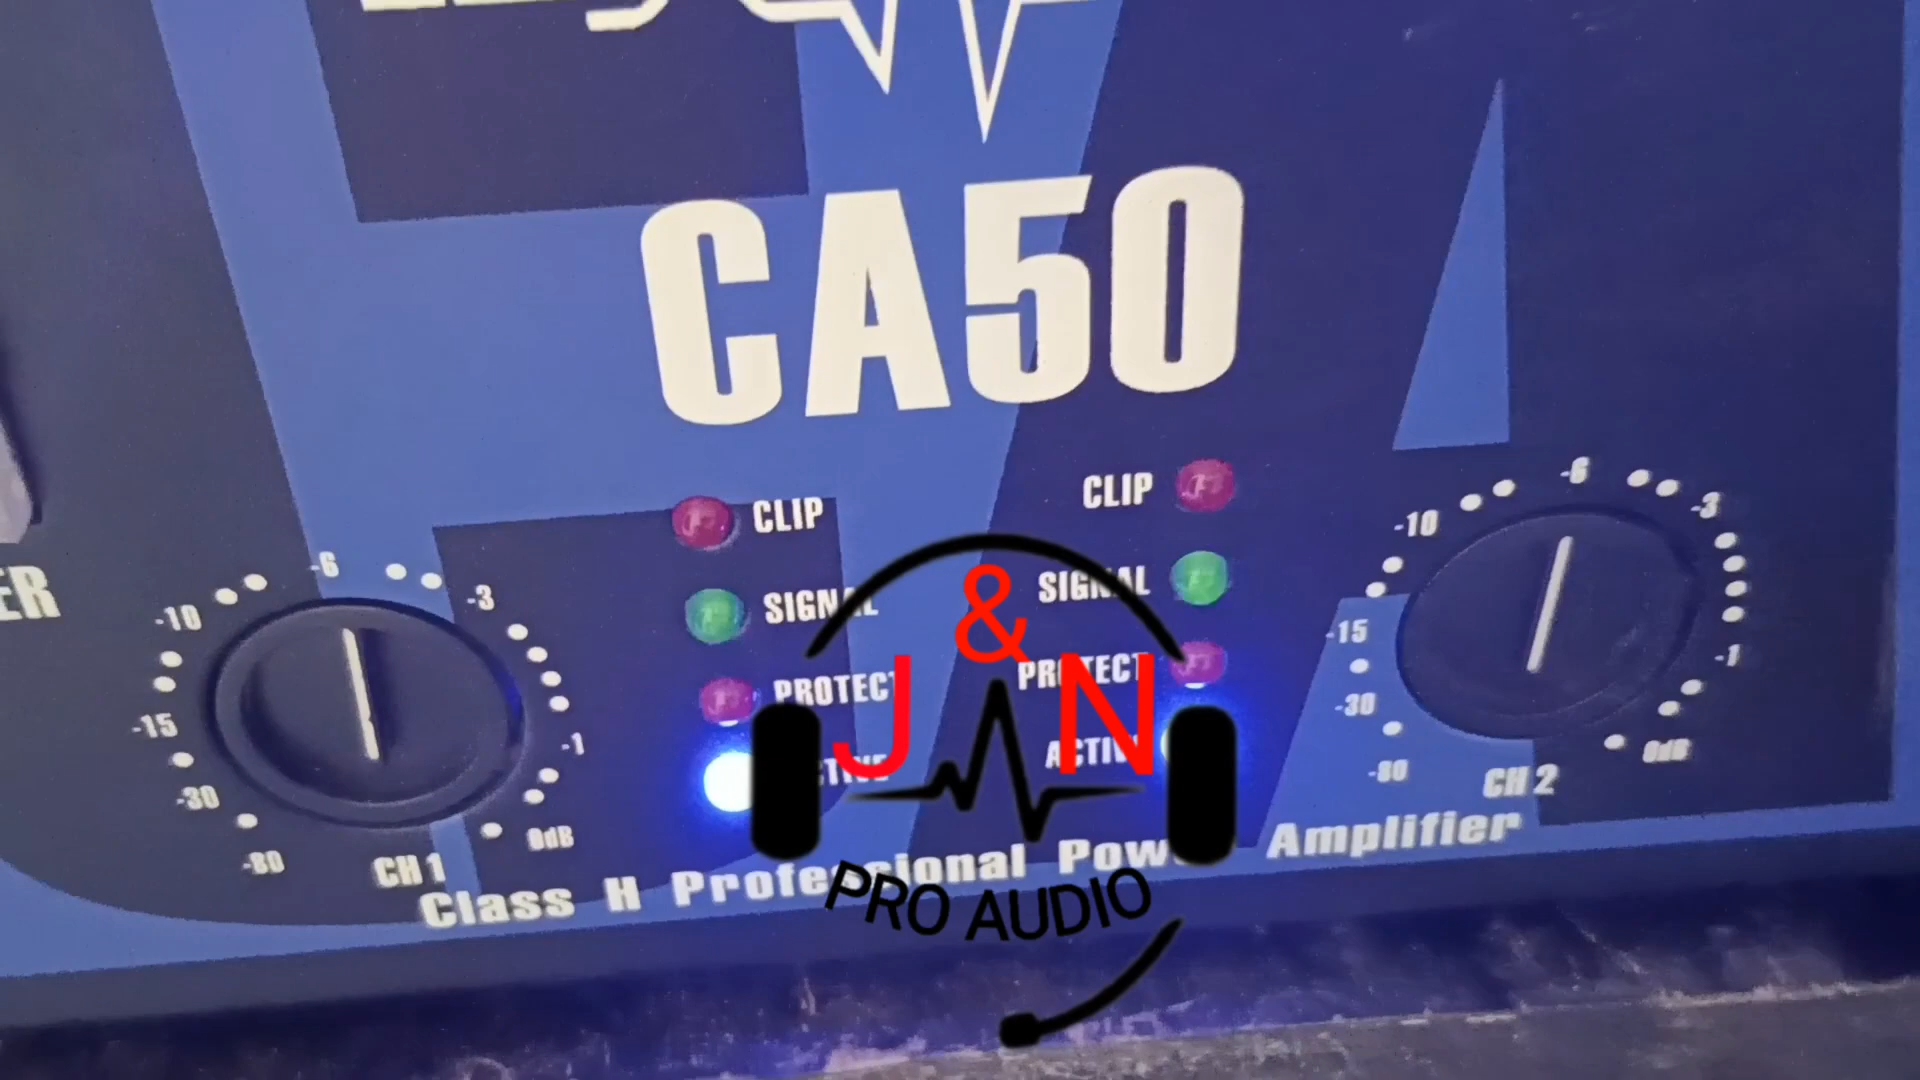 CA50
CLIP
CLIP
SIGNAL
SIGNAL
PROTECT
PROTECT
ACTIVE
ACTIVE
ER
-80
-30
-15
-10
-6
-3
-1
0dB
CH 1
-80
-30
-15
-10
-6
-3
-1
0dB
CH 2
Class H Professional Power Amplifier
J & N
PRO AUDIO